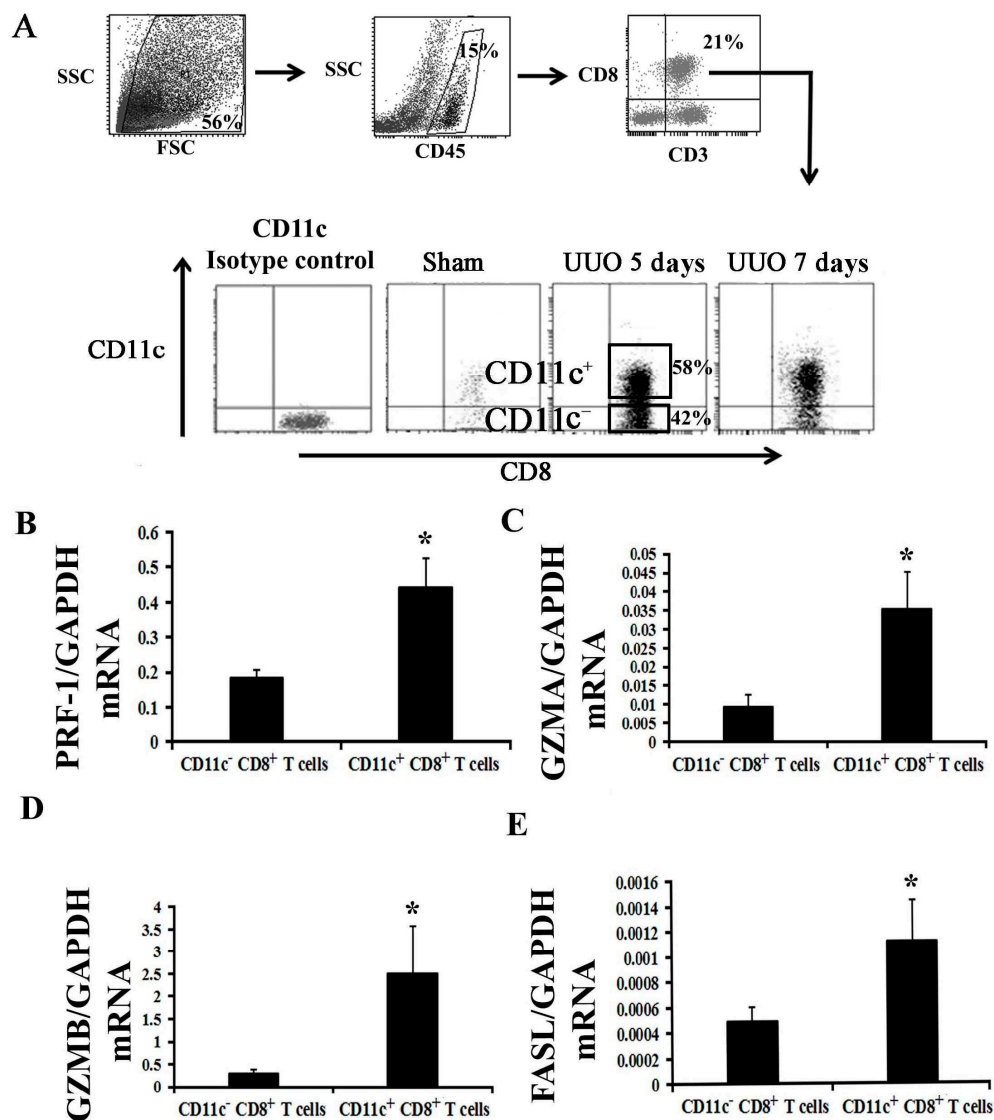 A
SSC
56%
FSC
SSC
15%
CD45
CD8
21%
CD3
CD11c
Isotype control
Sham
UUO 5 days
UUO 7 days
CD11c
CD11c⁺
58%
CD11c⁻
42%
CD8
B
PRF-1/GAPDH
mRNA
0.6
0.5
0.4
0.3
0.2
0.1
0
*
CD11c⁻ CD8⁺ T cells
CD11c⁺ CD8⁺ T cells
C
GZMA/GAPDH
mRNA
0.05
0.045
0.04
0.035
0.03
0.025
0.02
0.015
0.01
0.005
0
*
CD11c⁻ CD8⁺ T cells
CD11c⁺ CD8⁺ T cells
D
GZMB/GAPDH
mRNA
4
3.5
3
2.5
2
1.5
1
0.5
0
*
CD11c⁻ CD8⁺ T cells
CD11c⁺ CD8⁺ T cells
E
FASL/GAPDH
mRNA
0.0016
0.0014
0.0012
0.001
0.0008
0.0006
0.0004
0.0002
0
*
CD11c⁻ CD8⁺ T cells
CD11c⁺ CD8⁺ T cells